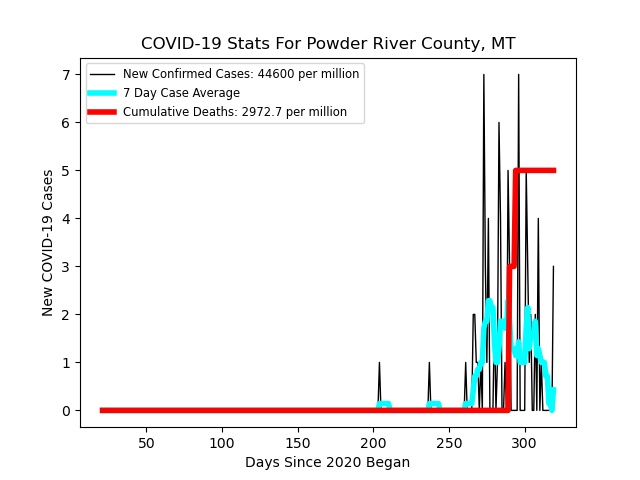 COVID-19 Stats For Powder River County, MT
New Confirmed Cases: 44600 per million
7 Day Case Average
Cumulative Deaths: 2972.7 per million
New COVID-19 Cases
7
6
5
4
3
2
1
0
50 100 150 200 250 300
Days Since 2020 Began